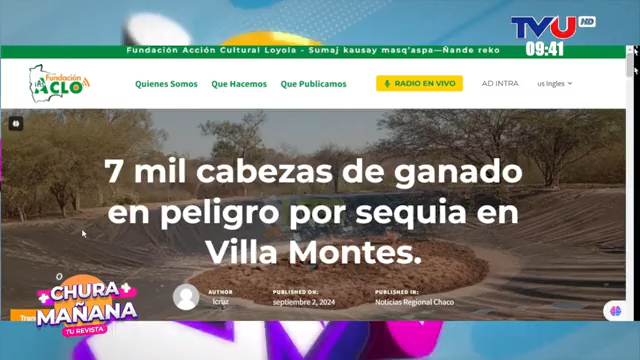 TVU HD
09:41
Fundación Acción Cultural Loyola - Sumaj kausay masq'aspa—Ñande reko
Fundación
ACLO
Quienes Somos
Que Hacemos
Que Publicamos
RADIO EN VIVO
AD INTRA
us Ingles
7 mil cabezas de ganado
en peligro por sequia en
Villa Montes.
AUTHOR
lcruz
PUBLISHED ON:
septiembre 2, 2024
PUBLISHED IN:
Noticias Regional Chaco
CHURA
MAÑANA
TU REVISTA